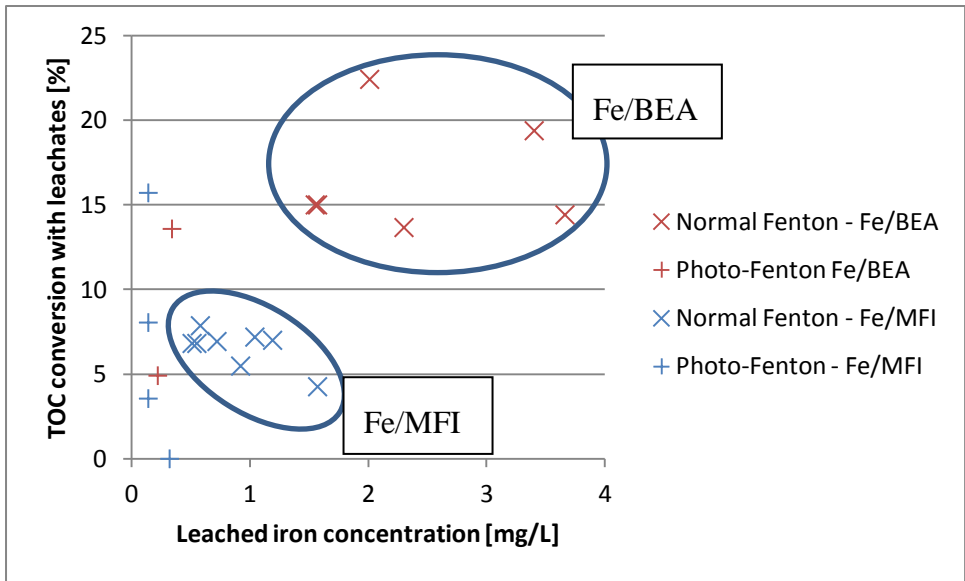 TOC conversion with leachates [%]
25
20
15
10
5
0
0 1 2 3 4
Leached iron concentration [mg/L]
Fe/BEA
Fe/MFI
Normal Fenton - Fe/BEA
Photo-Fenton Fe/BEA
Normal Fenton - Fe/MFI
Photo-Fenton - Fe/MFI